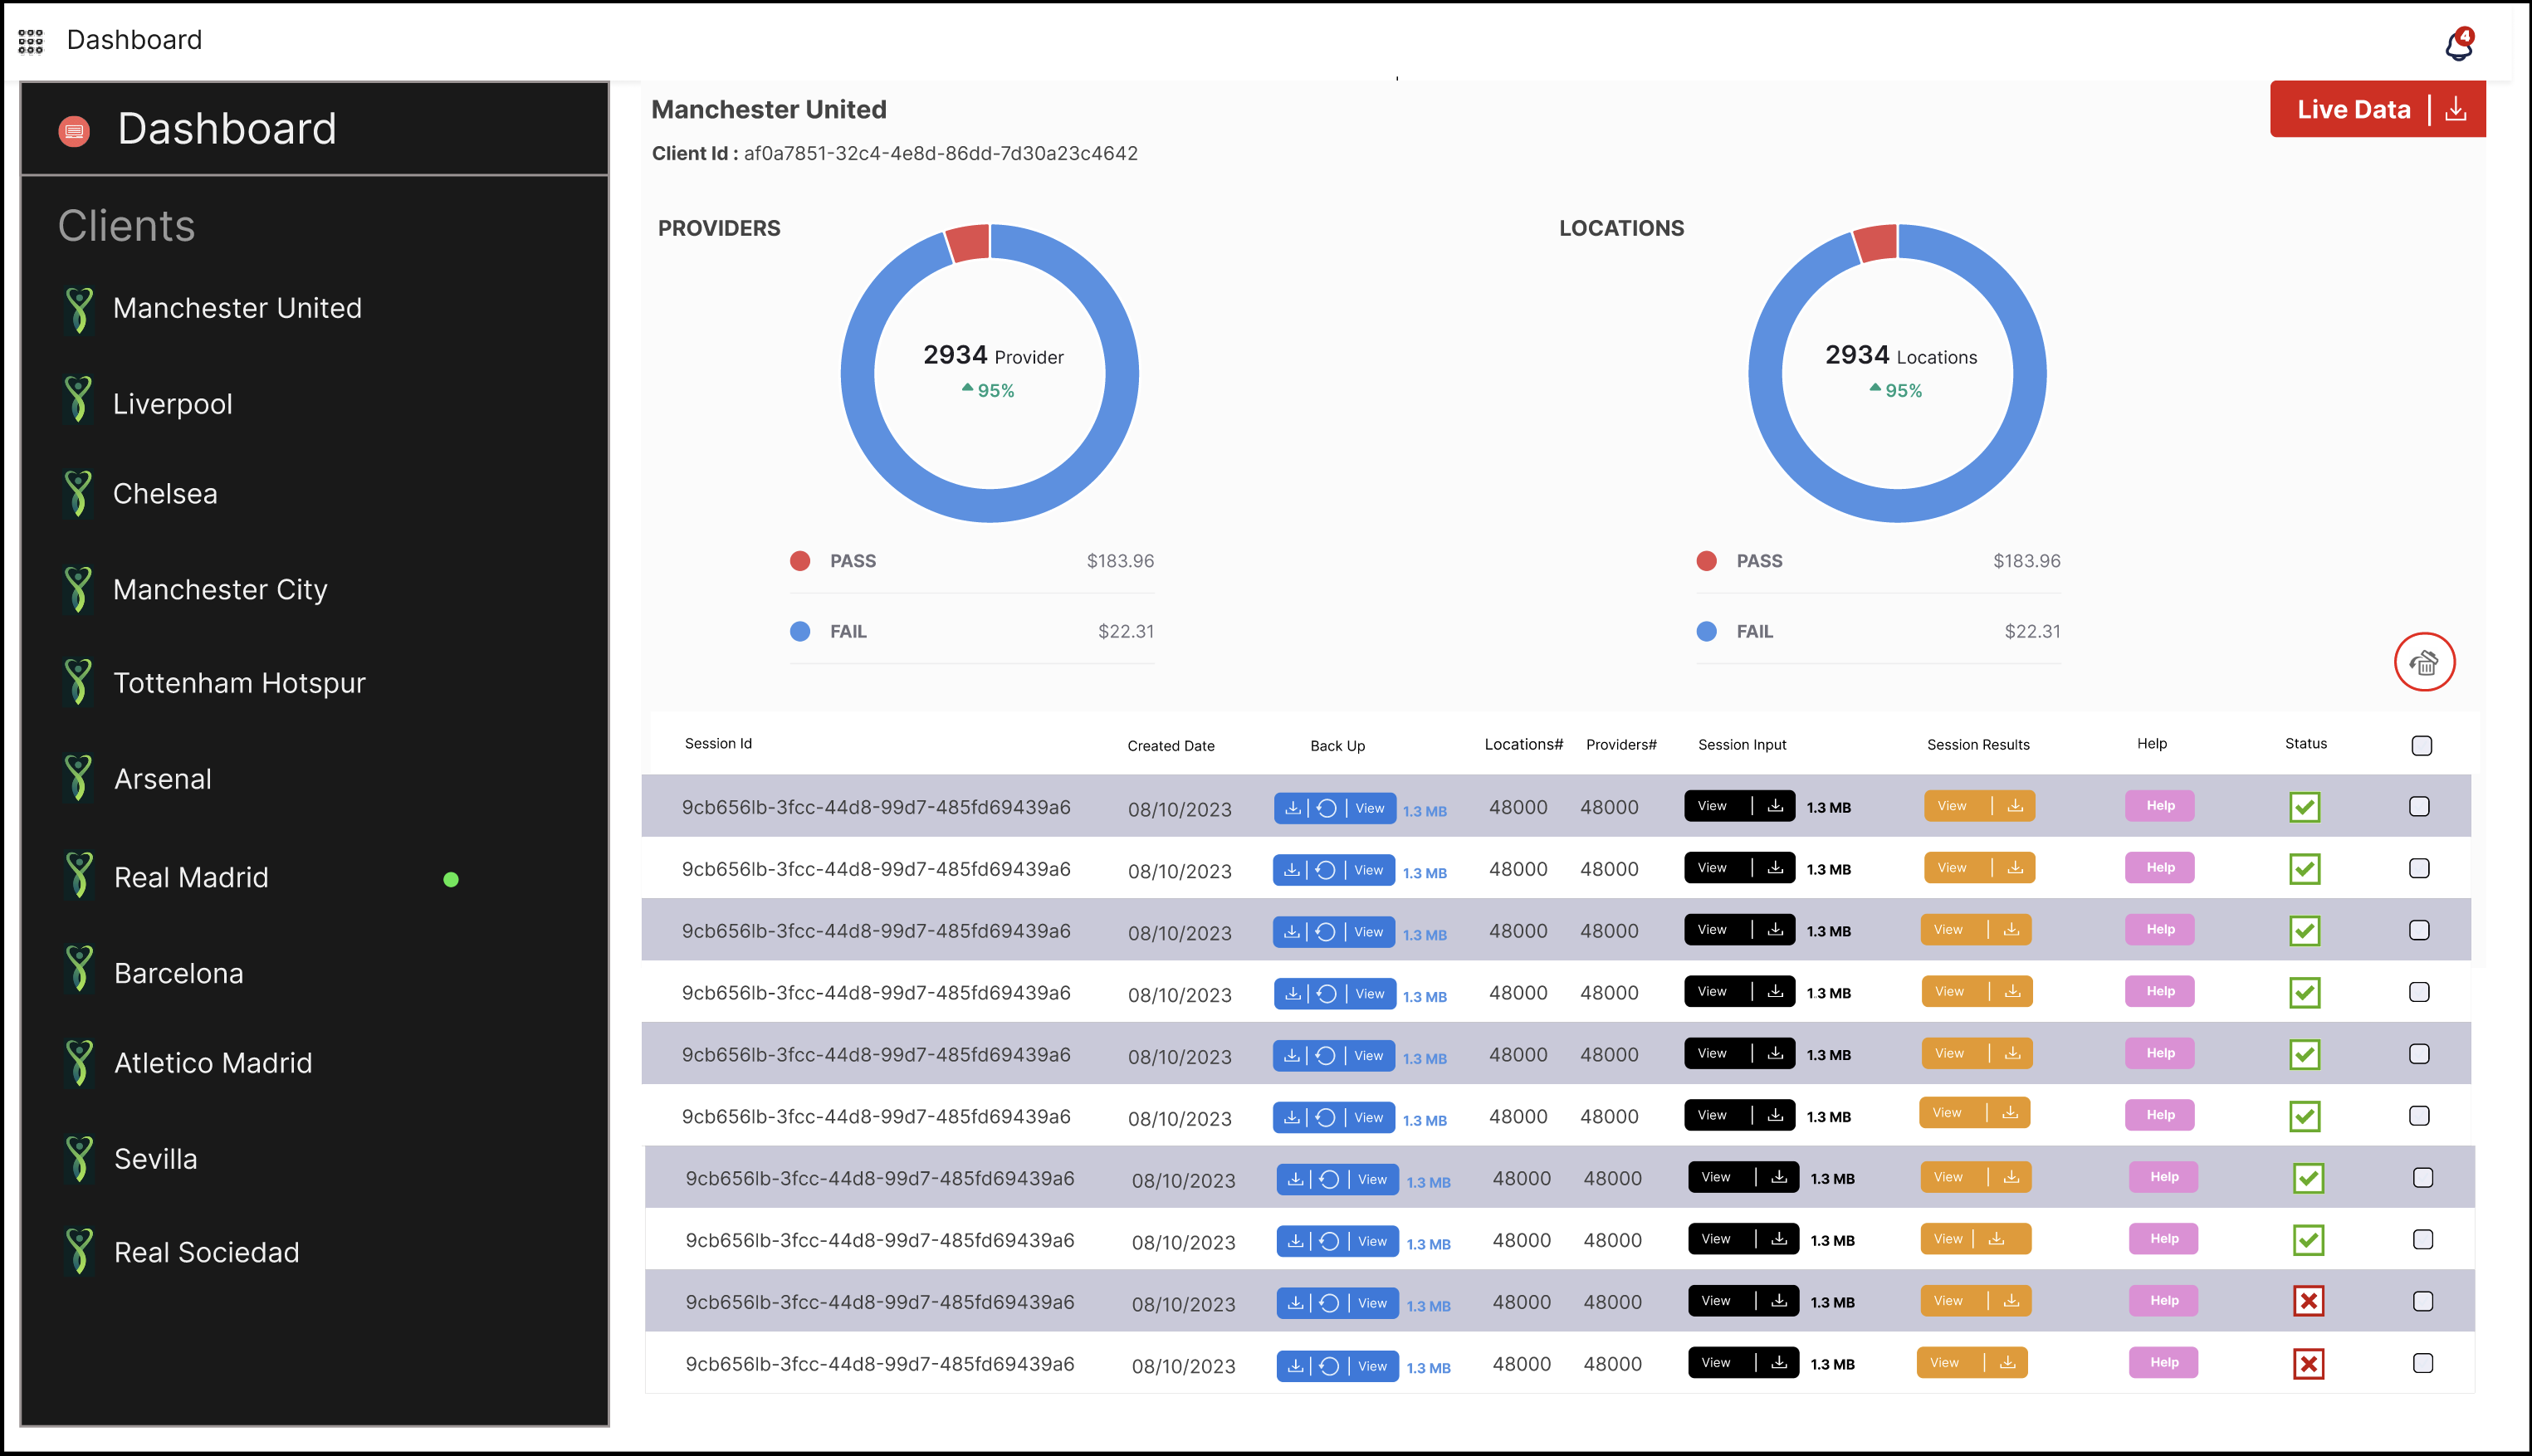 Dashboard
4
Dashboard
Clients
Manchester United
Liverpool
Chelsea
Manchester City
Tottenham Hotspur
Arsenal
Real Madrid
Barcelona
Atletico Madrid
Sevilla
Real Sociedad
Manchester United
Live Data
Client Id : af0a7851-32c4-4e8d-86dd-7d30a23c4642
PROVIDERS
2934 Provider
95%
PASS $183.96
FAIL $22.31
LOCATIONS
2934 Locations
95%
PASS $183.96
FAIL $22.31
Session Id Created Date Back Up Locations# Providers# Session Input Session Results Help Status
9cb656lb-3fcc-44d8-99d7-485fd69439a6 08/10/2023 View 1.3 MB 48000 48000 View 1.3 MB View Help
9cb656lb-3fcc-44d8-99d7-485fd69439a6 08/10/2023 View 1.3 MB 48000 48000 View 1.3 MB View Help
9cb656lb-3fcc-44d8-99d7-485fd69439a6 08/10/2023 View 1.3 MB 48000 48000 View 1.3 MB View Help
9cb656lb-3fcc-44d8-99d7-485fd69439a6 08/10/2023 View 1.3 MB 48000 48000 View 1.3 MB View Help
9cb656lb-3fcc-44d8-99d7-485fd69439a6 08/10/2023 View 1.3 MB 48000 48000 View 1.3 MB View Help
9cb656lb-3fcc-44d8-99d7-485fd69439a6 08/10/2023 View 1.3 MB 48000 48000 View 1.3 MB View Help
9cb656lb-3fcc-44d8-99d7-485fd69439a6 08/10/2023 View 1.3 MB 48000 48000 View 1.3 MB View Help
9cb656lb-3fcc-44d8-99d7-485fd69439a6 08/10/2023 View 1.3 MB 48000 48000 View 1.3 MB View Help
9cb656lb-3fcc-44d8-99d7-485fd69439a6 08/10/2023 View 1.3 MB 48000 48000 View 1.3 MB View Help
9cb656lb-3fcc-44d8-99d7-485fd69439a6 08/10/2023 View 1.3 MB 48000 48000 View 1.3 MB View Help